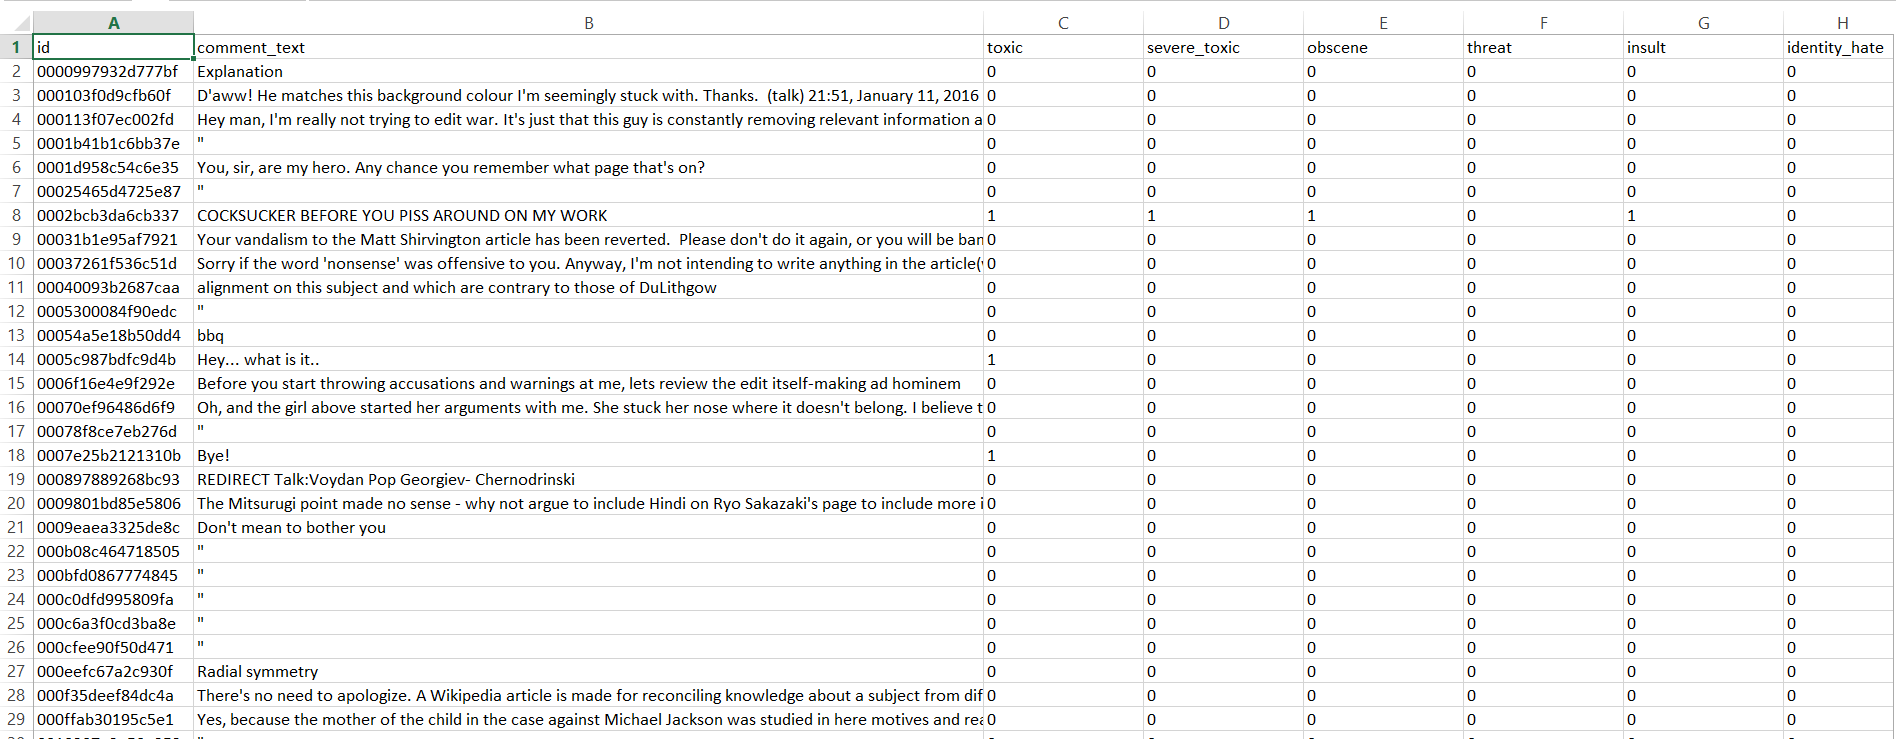 A B C D E F G H
1 id comment_text toxic severe_toxic obscene threat insult identity_hate
2 0000997932d777bf Explanation 0 0 0 0 0 0
3 000103f0d9cfb60f D'aww! He matches this background colour I'm seemingly stuck with. Thanks.  (talk) 21:51, January 11, 2016 0 0 0 0 0 0
4 000113f07ec002fd Hey man, I'm really not trying to edit war. It's just that this guy is constantly removing relevant information a 0 0 0 0 0 0
5 0001b41b1c6bb37e " 0 0 0 0 0 0
6 0001d958c54c6e35 You, sir, are my hero. Any chance you remember what page that's on? 0 0 0 0 0 0
7 00025465d4725e87 " 0 0 0 0 0 0
8 0002bcb3da6cb337 COCKSUCKER BEFORE YOU PISS AROUND ON MY WORK 1 1 1 0 1 0
9 00031b1e95af7921 Your vandalism to the Matt Shirvington article has been reverted.  Please don't do it again, or you will be ban 0 0 0 0 0 0
10 00037261f536c51d Sorry if the word 'nonsense' was offensive to you. Anyway, I'm not intending to write anything in the article( 0 0 0 0 0 0
11 00040093b2687caa alignment on this subject and which are contrary to those of DuLithgow 0 0 0 0 0 0
12 0005300084f90edc " 0 0 0 0 0 0
13 00054a5e18b50dd4 bbq 0 0 0 0 0 0
14 0005c987bdfc9d4b Hey... what is it.. 1 0 0 0 0 0
15 0006f16e4e9f292e Before you start throwing accusations and warnings at me, lets review the edit itself-making ad hominem 0 0 0 0 0 0
16 00070ef96486d6f9 Oh, and the girl above started her arguments with me. She stuck her nose where it doesn't belong. I believe t 0 0 0 0 0 0
17 00078f8ce7eb276d " 0 0 0 0 0 0
18 0007e25b2121310b Bye! 1 0 0 0 0 0
19 000897889268bc93 REDIRECT Talk:Voydan Pop Georgiev- Chernodrinski 0 0 0 0 0 0
20 0009801bd85e5806 The Mitsurugi point made no sense - why not argue to include Hindi on Ryo Sakazaki's page to include more i 0 0 0 0 0 0
21 0009eaea3325de8c Don't mean to bother you 0 0 0 0 0 0
22 000b08c464718505 " 0 0 0 0 0 0
23 000bfd0867774845 " 0 0 0 0 0 0
24 000c0dfd995809fa " 0 0 0 0 0 0
25 000c6a3f0cd3ba8e " 0 0 0 0 0 0
26 000cfee90f50d471 " 0 0 0 0 0 0
27 000eefc67a2c930f Radial symmetry 0 0 0 0 0 0
28 000f35deef84dc4a There's no need to apologize. A Wikipedia article is made for reconciling knowledge about a subject from dif 0 0 0 0 0 0
29 000ffab30195c5e1 Yes, because the mother of the child in the case against Michael Jackson was studied in here motives and rea 0 0 0 0 0 0